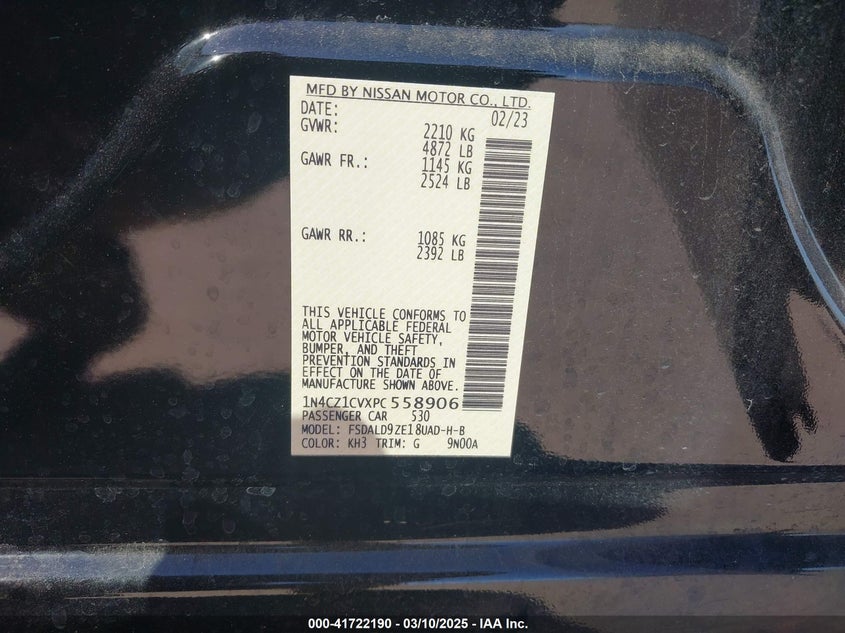 MFD BY NISSAN MOTOR CO., LTD.
DATE: 02/23
GVWR: 2210 KG
4872 LB
GAWR FR.: 1145 KG
2524 LB
GAWR RR.: 1085 KG
2392 LB
THIS VEHICLE CONFORMS TO
ALL APPLICABLE FEDERAL
MOTOR VEHICLE SAFETY,
BUMPER, AND THEFT
PREVENTION STANDARDS IN
EFFECT ON THE DATE OF
MANUFACTURE SHOWN ABOVE.
1N4CZ1CVXPC558906
PASSENGER CAR 530
MODEL: FSDALD9ZE18UAD-H-B
COLOR: KH3 TRIM: G 9N00A
000-41722190 - 03/10/2025 - IAA Inc.